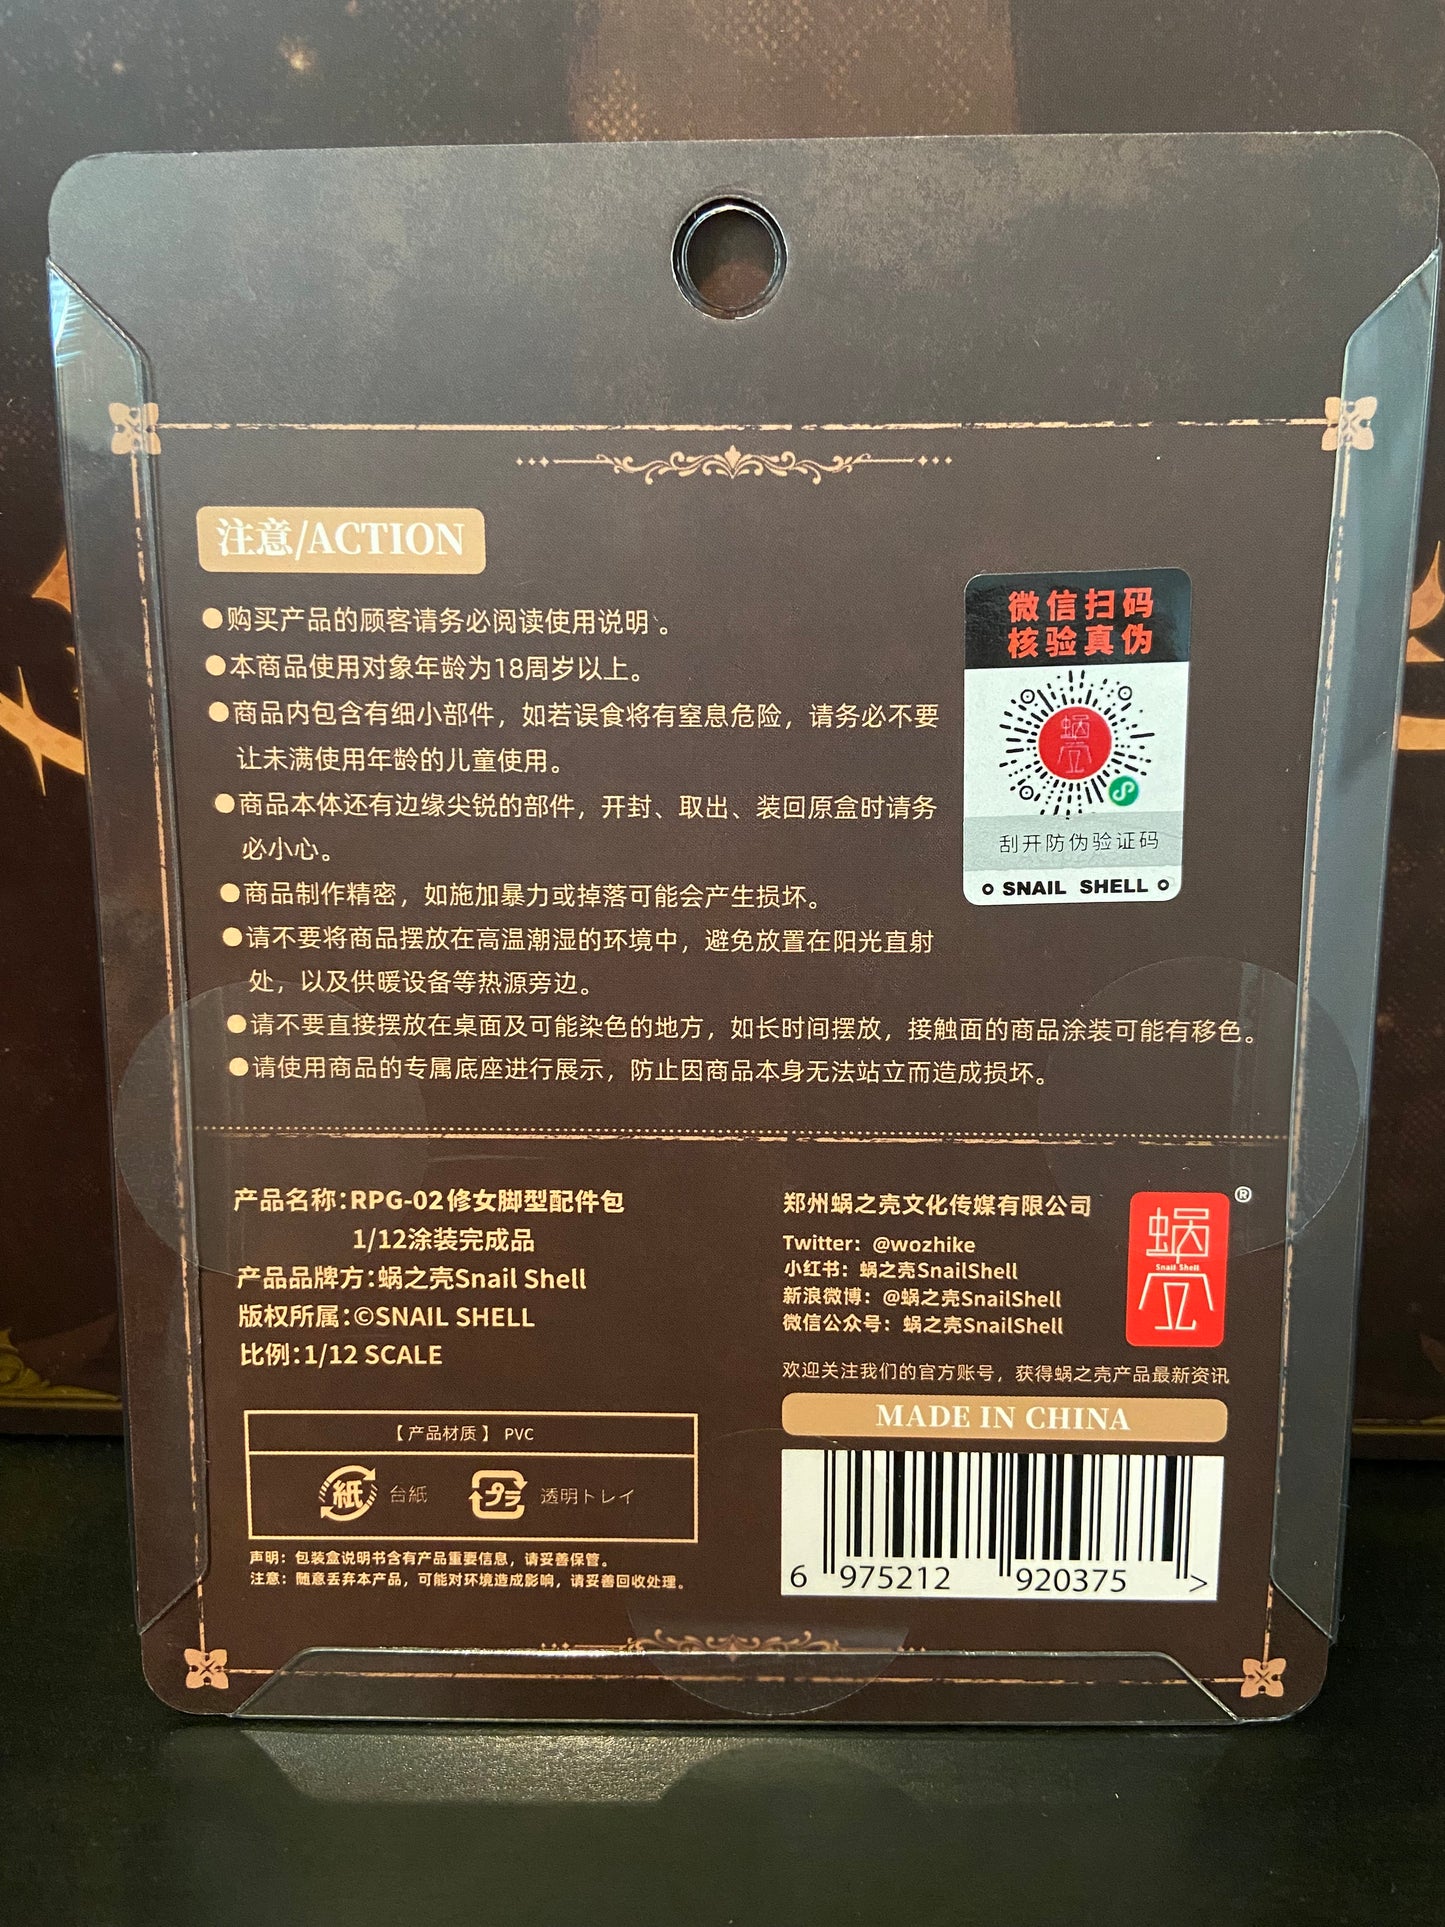 注意/ACTION
●购买产品的顾客请务必阅读使用说明、。
●本商品使用对象年龄为18周岁以上。
●商品内包含有细小部件，如若误食将有窒息危险，请务必不要
让未满使用年龄的儿童使用。
●商品本体还有边缘尖锐的部件，开封、取出、装回原盒时请务
必小心。
●商品制作精密，如施加暴力或掉落可能会产生损坏。
●请不要将商品摆放在高温潮湿的环境中，避免放置在阳光直射
处，以及供暖设备等热源旁边。
●请不要直接摆放在桌面及可能染色的地方，如长时间摆放，接触面的商品涂装可能有移色。
●请使用商品的专属底座进行展示，防止因商品本身无法站立而造成损坏。
微信扫码
核验真伪
蜗壳
刮开防伪验证码
SNAIL SHELL
产品名称：RPG-02修女脚型配件包
1/12涂装完成品
产品品牌方：蜗之壳Snail Shell
版权所属：©SNAIL SHELL
比例：1/12 SCALE
【产品材质】 PVC
紙 台紙 プラ 透明トレイ
声明：包装盒说明书含有产品重要信息，请妥善保管。
注意：随意丢弃本产品，可能对环境造成影响，请妥善回收处理。
郑州蜗之壳文化传媒有限公司
Twitter：@wozhike
小红书：蜗之壳SnailShell
新浪微博：@蜗之壳SnailShell
微信公众号：蜗之壳SnailShell
蜗
Snail Shell
壳
®
欢迎关注我们的官方账号，获得蜗之壳产品最新资讯
MADE IN CHINA
6 975212 920375 >